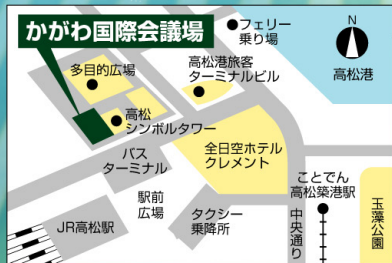 かがわ国際会議場
フェリー
乗り場
N
高松港
多目的広場
高松港旅客
ターミナルビル
高松
シンボルタワー
バス
ターミナル
全日空ホテル
クレメント
駅前
広場
JR高松駅
タクシー
乗降所
中央通り
ことでん
高松築港駅
玉藻公園